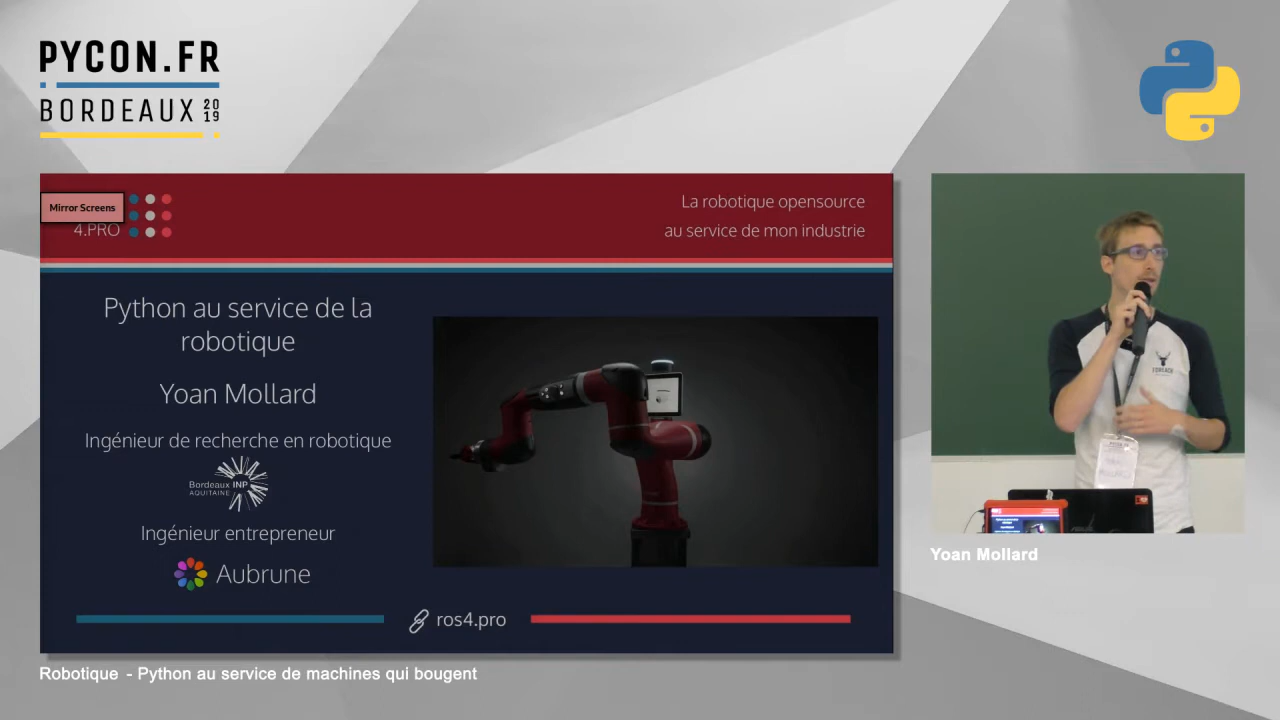 PYCON.FR
BORDEAUX 2019
Mirror Screens
4.PRO
La robotique opensource
au service de mon industrie
Python au service de la
robotique
Yoan Mollard
Ingénieur de recherche en robotique
Bordeaux INP
AQUITAINE
Ingénieur entrepreneur
Aubrune
ros4.pro
Yoan Mollard
Robotique - Python au service de machines qui bougent